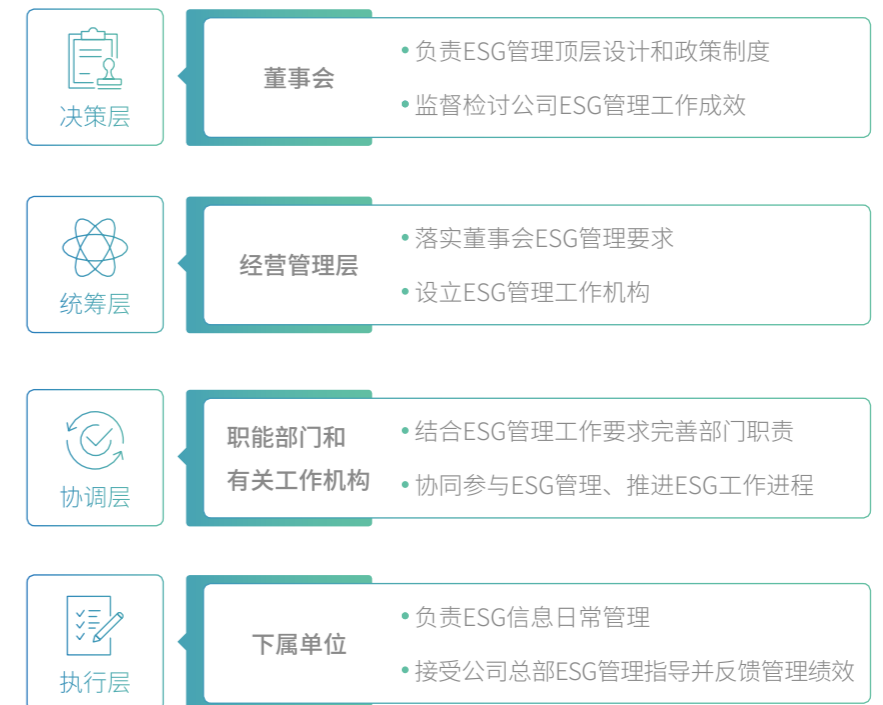 决策层
董事会
•负责ESG管理顶层设计和政策制度
•监督检讨公司ESG管理工作成效
统筹层
经营管理层
•落实董事会ESG管理要求
•设立ESG管理工作机构
协调层
职能部门和
有关工作机构
•结合ESG管理工作要求完善部门职责
•协同参与ESG管理、推进ESG工作进程
执行层
下属单位
•负责ESG信息日常管理
•接受公司总部ESG管理指导并反馈管理绩效